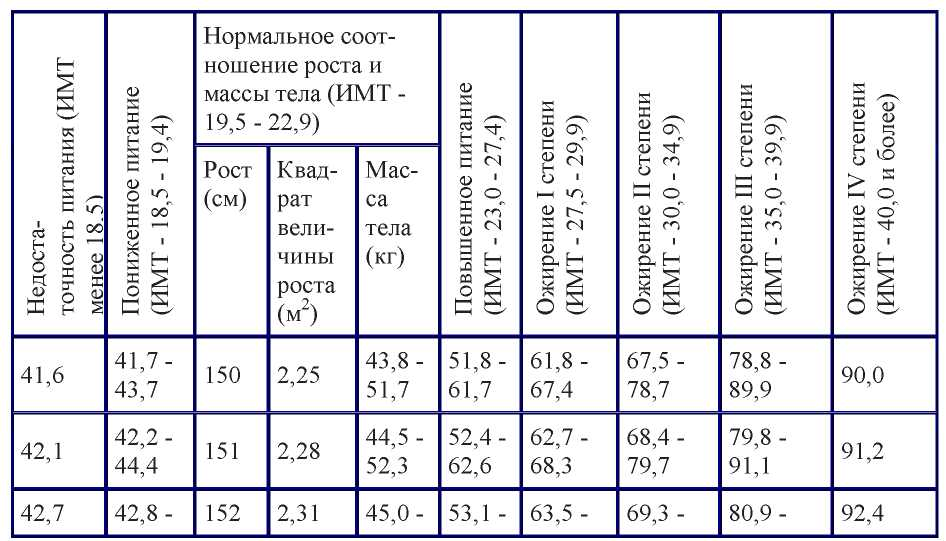 Недоста-
точность питания (ИМТ
менее 18.5)
Пониженное питание
(ИМТ - 18,5 - 19,4)
Нормальное соот-
ношение роста и
массы тела (ИМТ -
19,5 - 22,9)
Рост
(см)
Квад-
рат
вели-
чины
роста
(м²)
Мас-
са
тела
(кг)
Повышенное питание
(ИМТ - 23,0 - 27,4)
Ожирение I степени
(ИМТ - 27,5 - 29,9)
Ожирение II степени
(ИМТ - 30,0 - 34,9)
Ожирение III степени
(ИМТ - 35,0 - 39,9)
Ожирение IV степени
(ИМТ - 40,0 и более)
41,6
41,7 -
43,7
150
2,25
43,8 -
51,7
51,8 -
61,7
61,8 -
67,4
67,5 -
78,7
78,8 -
89,9
90,0
42,1
42,2 -
44,4
151
2,28
44,5 -
52,3
52,4 -
62,6
62,7 -
68,3
68,4 -
79,7
79,8 -
91,1
91,2
42,7
42,8 -
152
2,31
45,0 -
53,1 -
63,5 -
69,3 -
80,9 -
92,4